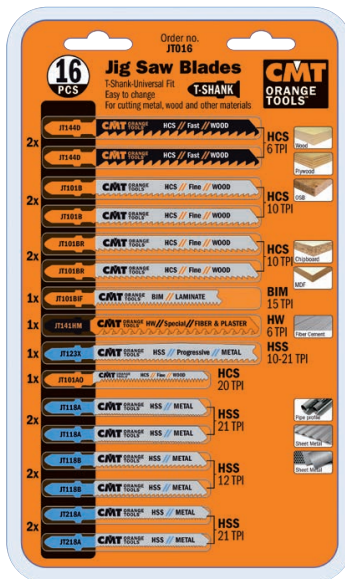 Order no.
JT016
16
PCS
Jig Saw Blades
T-Shank-Universal Fit
Easy to change
T-SHANK
For cutting metal, wood and other materials
CMT
ORANGE
TOOLS
2x
JT144D
CMT ORANGE TOOLS HCS // Fast // WOOD
JT144D
CMT ORANGE TOOLS HCS // Fast // WOOD
HCS
6 TPI
Wood
Plywood
2x
JT101B
CMT ORANGE TOOLS HCS // Fine // WOOD
JT101B
CMT ORANGE TOOLS HCS // Fine // WOOD
HCS
10 TPI
OSB
2x
JT101BR
CMT ORANGE TOOLS HCS // Fine // WOOD
JT101BR
CMT ORANGE TOOLS HCS // Fine // WOOD
HCS
10 TPI
Chipboard
MDF
1x
JT101BIF
CMT ORANGE TOOLS BIM // LAMINATE
BIM
15 TPI
1x
JT141HM
CMT ORANGE TOOLS HW//Special//FIBER & PLASTER
HW
6 TPI
Fiber Cement
1x
JT123X
CMT ORANGE TOOLS HSS // Progressive // METAL
HSS
10-21 TPI
1x
JT101AO
CMT ORANGE TOOLS HCS // Fine // WOOD
HCS
20 TPI
2x
JT118A
CMT ORANGE TOOLS HSS // METAL
JT118A
CMT ORANGE TOOLS HSS // METAL
HSS
21 TPI
Pipe profile
Sheet Metal
Sheet Metal
2x
JT118B
CMT ORANGE TOOLS HSS // METAL
JT118B
CMT ORANGE TOOLS HSS // METAL
HSS
12 TPI
2x
JT218A
CMT ORANGE TOOLS HSS // METAL
JT218A
CMT ORANGE TOOLS HSS // METAL
HSS
21 TPI